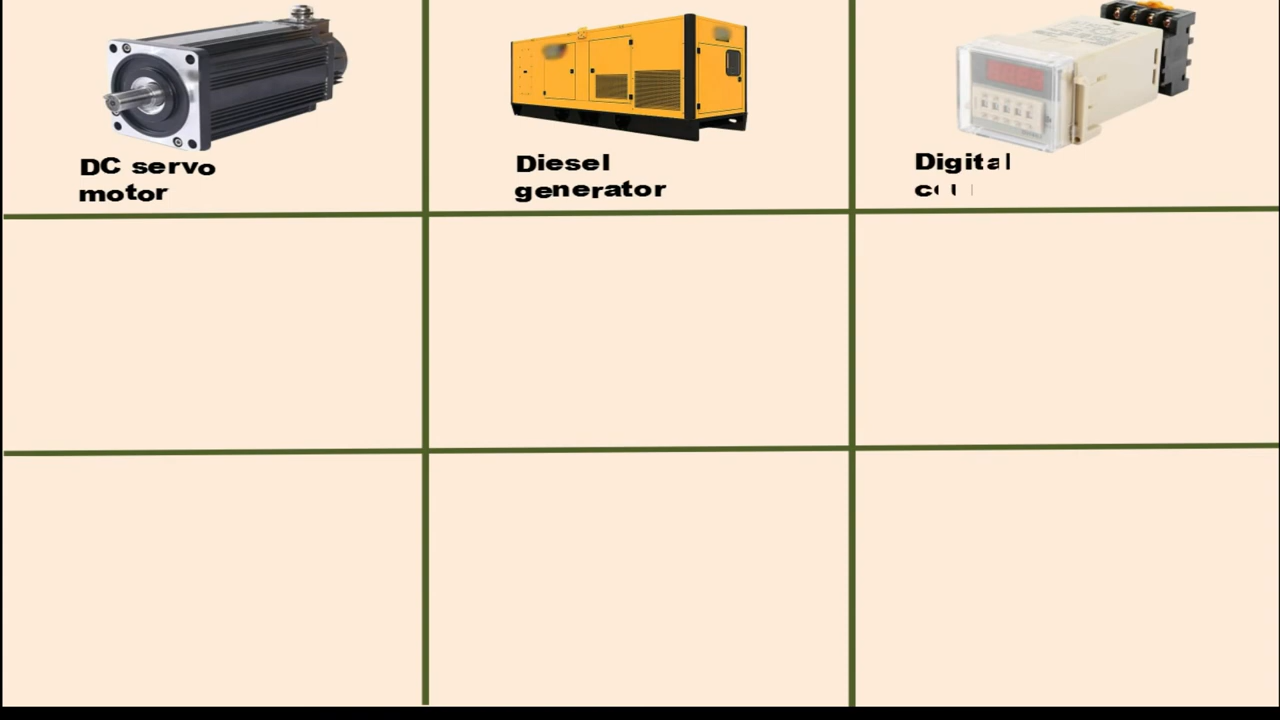 DC servo
motor
Diesel
generator
Digital